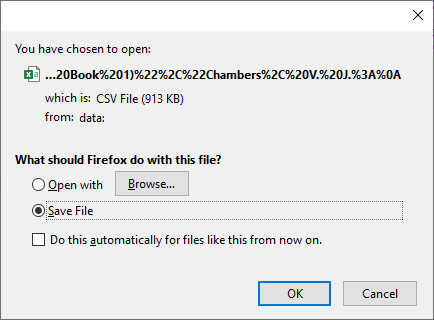 You have chosen to open:
...20Book%201)%22%2C%22Chambers%2C%20V.%20J.%3A%0A
which is: CSV File (913 KB)
from: data:
What should Firefox do with this file?
Open with Browse...
Save File
Do this automatically for files like this from now on.
OK Cancel